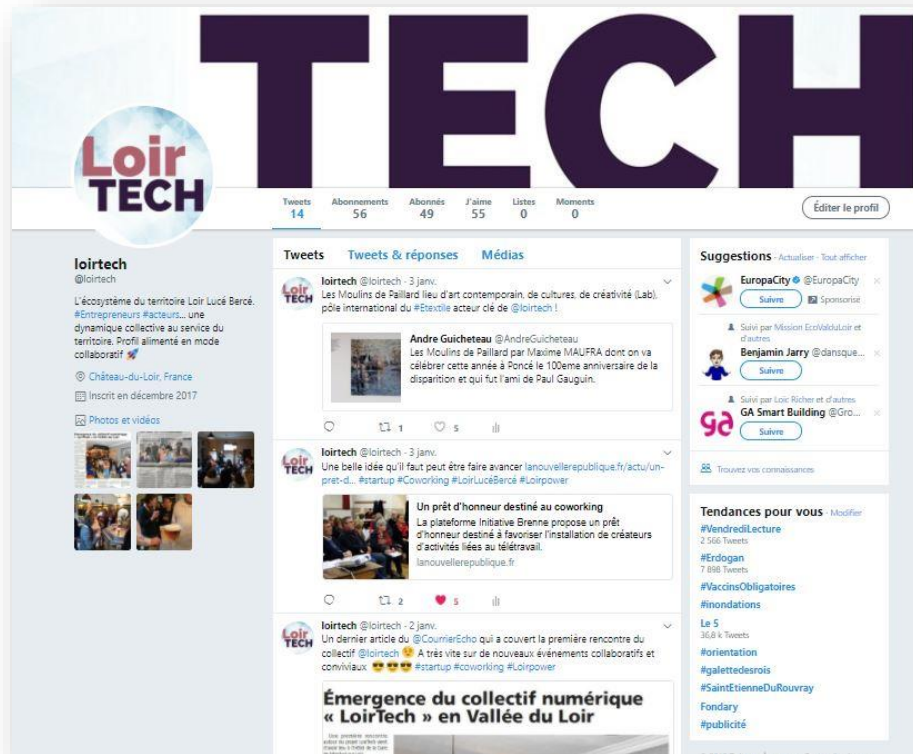 TECH
Loir
TECH
Tweets Abonnements Abonnés J'aime Listes Moments
14 56 49 55 0 0
Éditer le profil
loirtech
@loirtech
L'écosystème du territoire Loir Lucé Bercé.
#Entrepreneurs #acteurs... une
dynamique collective au service du
territoire. Profil alimenté en mode
collaboratif 🚀
Château-du-Loir, France
Inscrit en décembre 2017
Photos et vidéos
Tweets Tweets & réponses Médias
Loir
TECH
loirtech @loirtech · 3 janv.
Les Moulins de Paillard lieu d'art contemporain, de cultures, de créativité (Lab),
pôle international du #Etextile acteur clé de @loirtech !
Andre Guicheteau @AndreGuicheteau
Les Moulins de Paillard par Maxime MAUFRA dont on va
célébrer cette année à Poncé le 100eme anniversaire de la
disparition et qui fut l'ami de Paul Gauguin.
1 5
Loir
TECH
loirtech @loirtech · 3 janv.
Une belle idée qu'il faut peut être faire avancer lanouvellerepublique.fr/actu/un-
pret-d... #startup #Coworking #LoirLucéBercé #Loirpower
Un prêt d'honneur destiné au coworking
La plateforme Initiative Brenne propose un prêt
d'honneur destiné à favoriser l'installation de créateurs
d'activités liées au télétravail.
lanouvellerepublique.fr
2 5
Loir
TECH
loirtech @loirtech · 2 janv.
Un dernier article du @CourrierEcho qui a couvert la première rencontre du
collectif @loirtech 😉 A très vite sur de nouveaux événements collaboratifs et
conviviaux 😎😎😎 #startup #coworking #Loirpower
Émergence du collectif numérique
« LoirTech » en Vallée du Loir
Suggestions · Actualiser · Tout afficher
EuropaCity @EuropaCity
Suivre Sponsorisé
Suivi par Mission EcoValduLoir et
d'autres
Benjamin Jarry @dansque...
Suivre
Suivi par Loic Richer et d'autres
ga
GA Smart Building @Gro...
Suivre
Trouvez vos connaissances
Tendances pour vous · Modifier
#VendrediLecture
2 566 Tweets
#Erdogan
7 898 Tweets
#VaccinsObligatoires
#inondations
Le 5
36,8 k Tweets
#orientation
#galettedesrois
#SaintEtienneDuRouvray
Fondary
#publicité